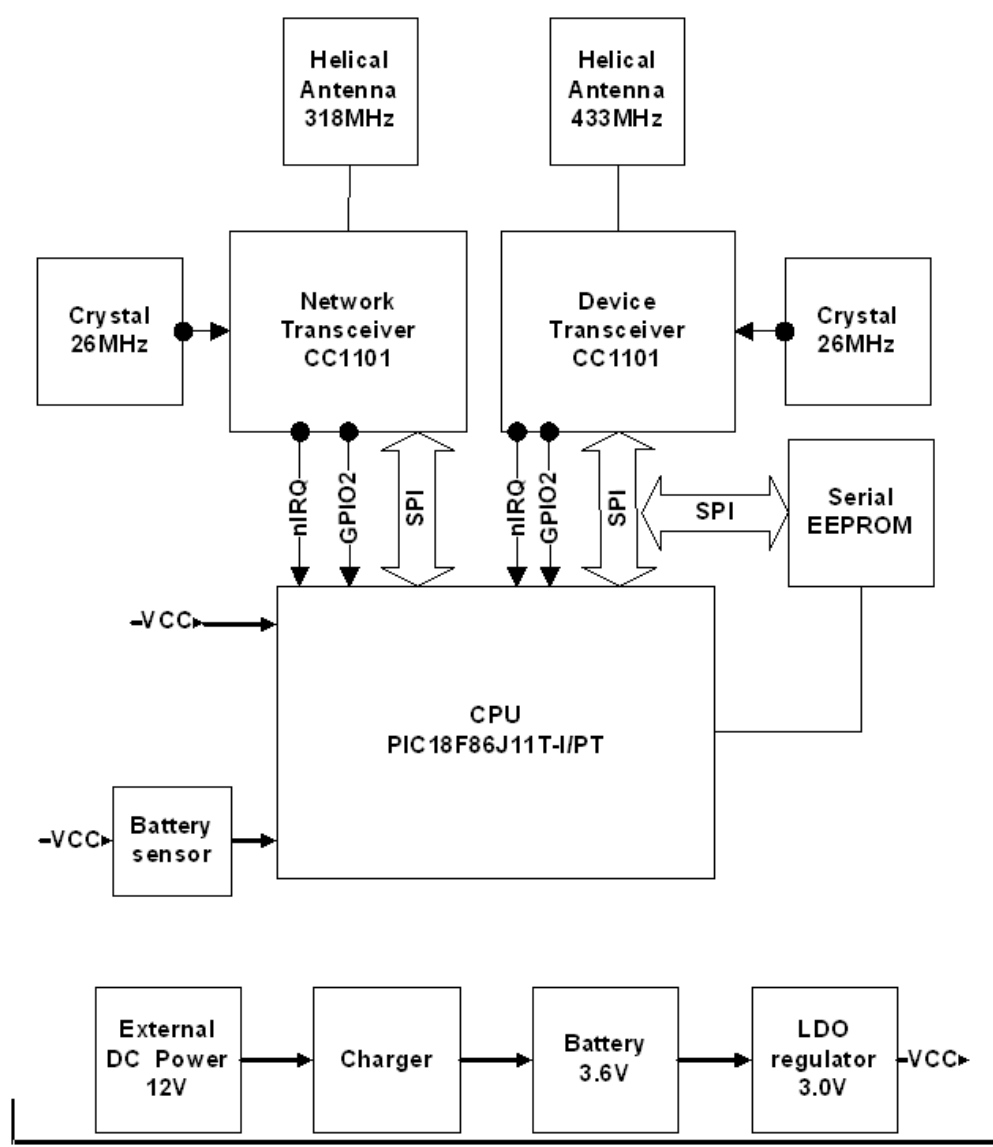 Helical
Antenna
318MHz
Helical
Antenna
433MHz
Crystal
26MHz
Network
Transceiver
CC1101
Device
Transceiver
CC1101
Crystal
26MHz
nIRQ
GPIO2
SPI
nIRQ
GPIO2
SPI
SPI
Serial
EEPROM
VCC
CPU
PIC18F86J11T-I/PT
VCC
Battery
sensor
External
DC Power
12V
Charger
Battery
3.6V
LDO
regulator
3.0V
VCC